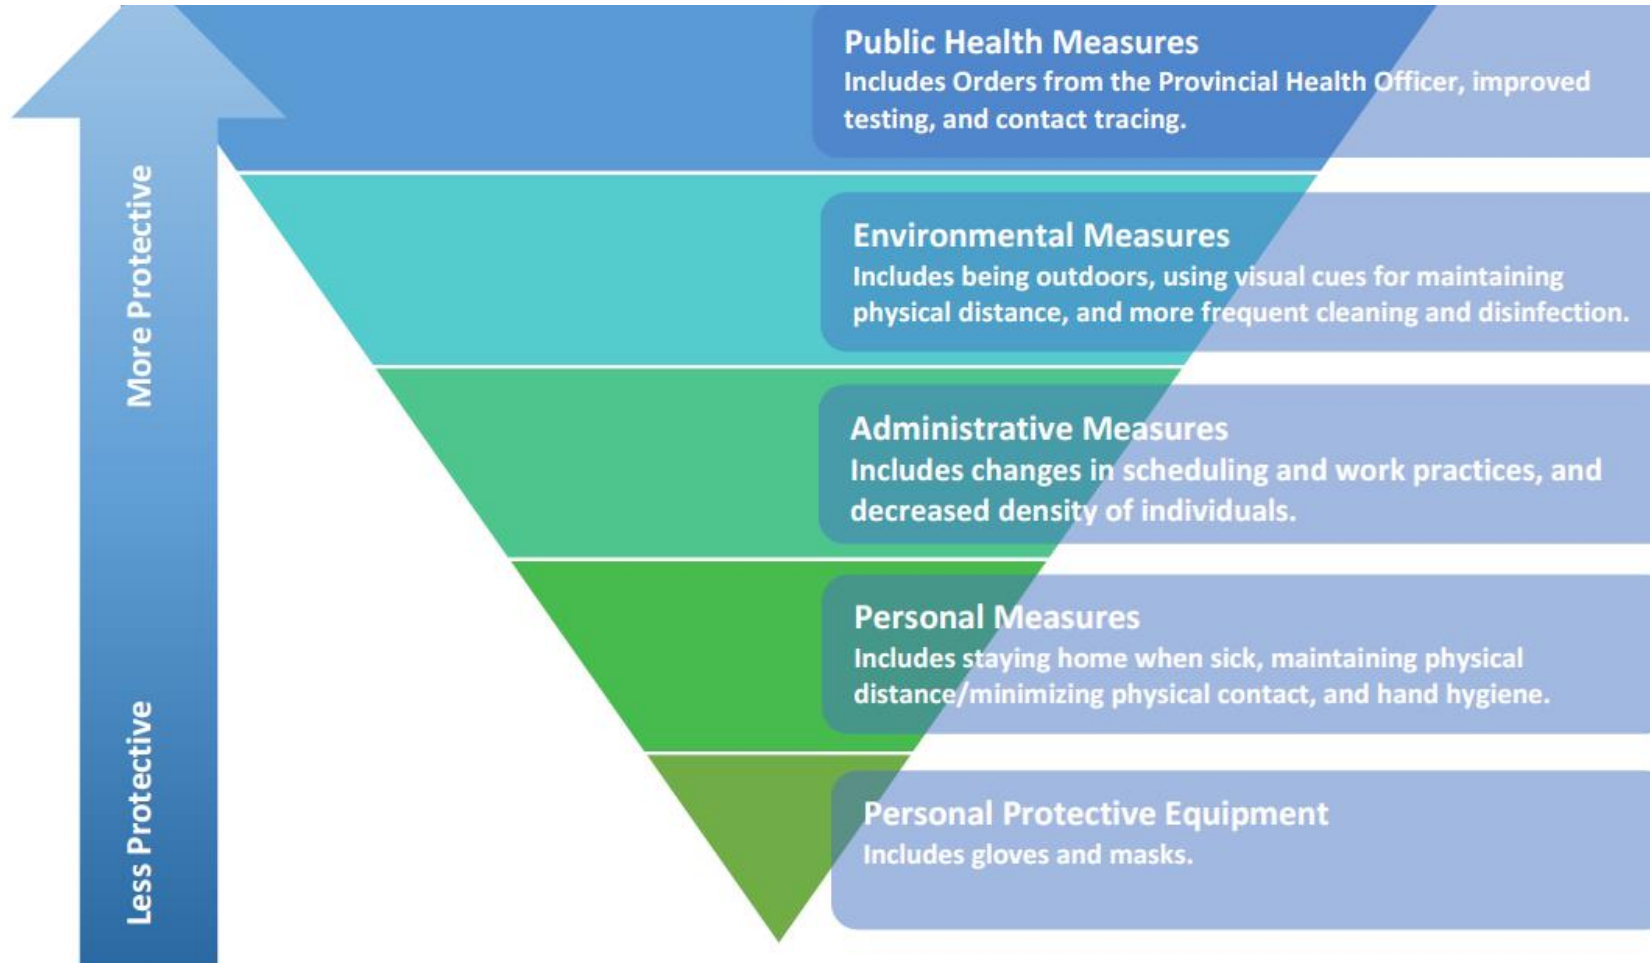 Public Health Measures
Includes Orders from the Provincial Health Officer, improved
testing, and contact tracing.
More Protective
Environmental Measures
Includes being outdoors, using visual cues for maintaining
physical distance, and more frequent cleaning and disinfection.
Administrative Measures
Includes changes in scheduling and work practices, and
decreased density of individuals.
Personal Measures
Includes staying home when sick, maintaining physical
distance/minimizing physical contact, and hand hygiene.
Less Protective
Personal Protective Equipment
Includes gloves and masks.